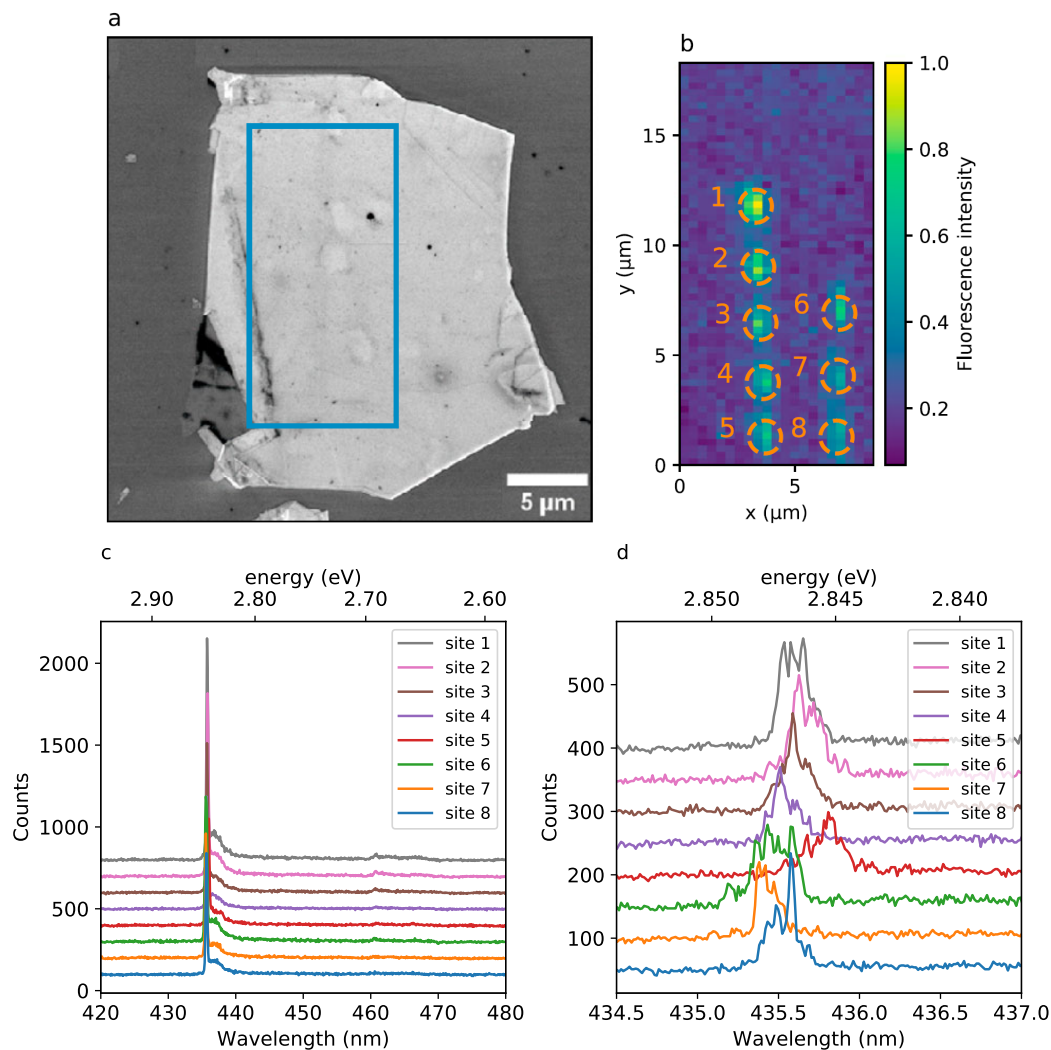 a
5 µm
b
1
2
3
4
5
6
7
8
15
10
5
0
y (µm)
0 5
x (µm)
1.0
0.8
0.6
0.4
0.2
Fluorescence intensity
c
energy (eV)
2.90 2.80 2.70 2.60
2000
1500
1000
500
0
Counts
site 1
site 2
site 3
site 4
site 5
site 6
site 7
site 8
420 430 440 450 460 470 480
Wavelength (nm)
d
energy (eV)
2.850 2.845 2.840
500
400
300
200
100
Counts
site 1
site 2
site 3
site 4
site 5
site 6
site 7
site 8
434.5 435.0 435.5 436.0 436.5 437.0
Wavelength (nm)